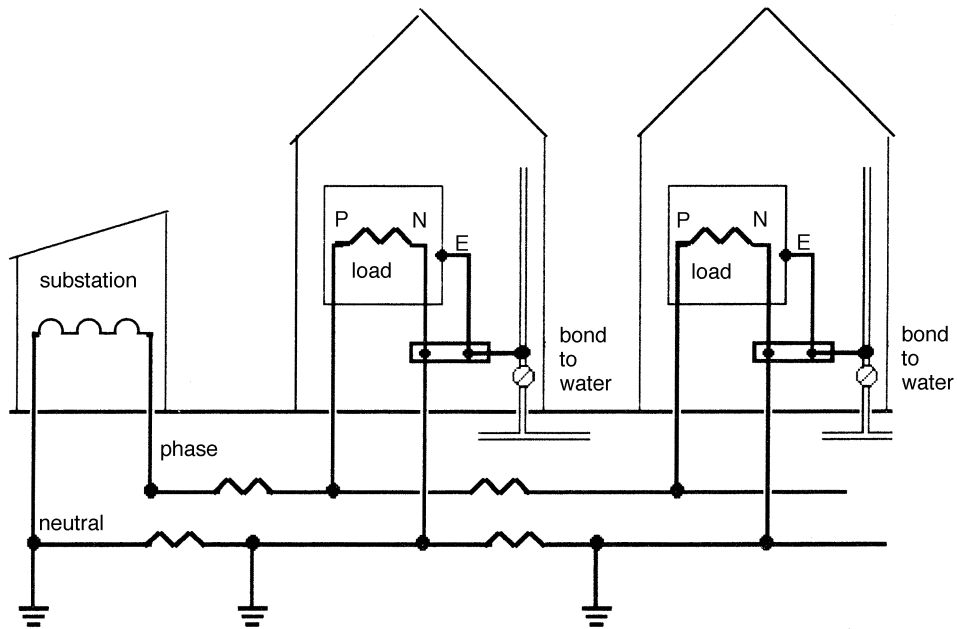 P N
E
load
substation
bond
to
water
P N
E
load
bond
to
water
phase
neutral